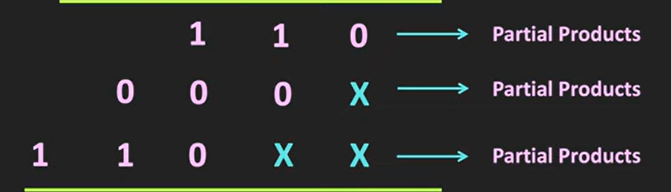 1 1 0 → Partial Products
0 0 0 X → Partial Products
1 1 0 X X → Partial Products